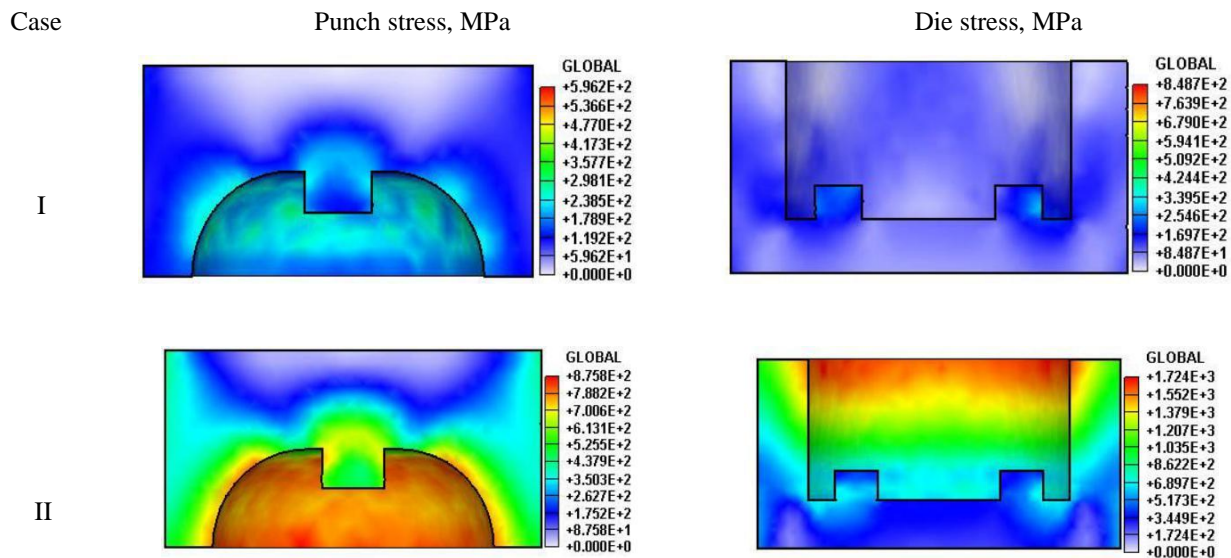 Case Punch stress, MPa Die stress, MPa
I
GLOBAL
+5.962E+2
+5.366E+2
+4.770E+2
+4.173E+2
+3.577E+2
+2.981E+2
+2.385E+2
+1.789E+2
+1.192E+2
+5.962E+1
+0.000E+0
GLOBAL
+8.487E+2
+7.639E+2
+6.790E+2
+5.941E+2
+5.092E+2
+4.244E+2
+3.395E+2
+2.546E+2
+1.697E+2
+8.487E+1
+0.000E+0
II
GLOBAL
+8.758E+2
+7.882E+2
+7.006E+2
+6.131E+2
+5.255E+2
+4.379E+2
+3.503E+2
+2.627E+2
+1.752E+2
+8.758E+1
+0.000E+0
GLOBAL
+1.724E+3
+1.552E+3
+1.379E+3
+1.207E+3
+1.035E+3
+8.622E+2
+6.897E+2
+5.173E+2
+3.449E+2
+1.724E+2
+0.000E+0